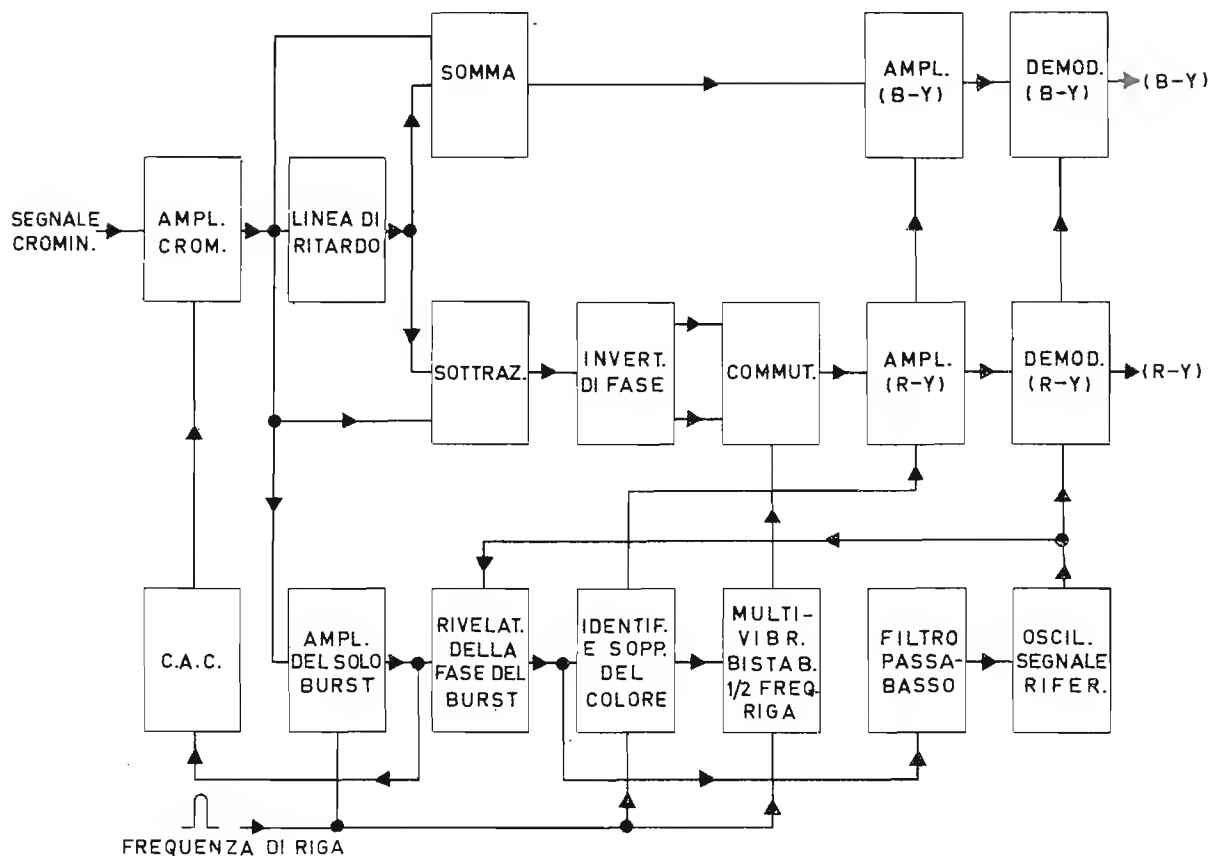 SOMMA
AMPL.
(B-Y)
DEMOD.
(B-Y)
(B-Y)
SEGNALE
CROMIN.
AMPL.
CROM.
LINEA DI
RITARDO
SOTTRAZ.
INVERT.
DI FASE
COMMUT.
AMPL.
(R-Y)
DEMOD.
(R-Y)
(R-Y)
C.A.C.
AMPL.
DEL SOLO
BURST
RIVELAT.
DELLA
FASE DEL
BURST
IDENTIF.
E SOPP.
DEL
COLORE
MULTI-
VIBR.
BISTAB.
1/2 FREQ.
RIGA
FILTRO
PASSA-
BASSO
OSCIL.
SEGNALE
RIFER.
FREQUENZA DI RIGA